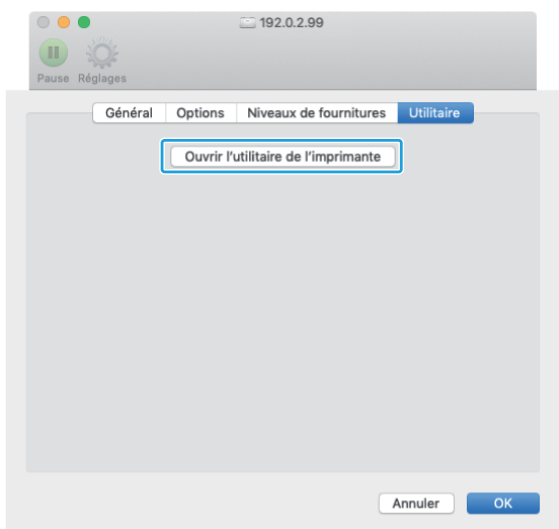 192.0.2.99
Pause Réglages
Général Options Niveaux de fournitures Utilitaire
Ouvrir l'utilitaire de l'imprimante
Annuler OK